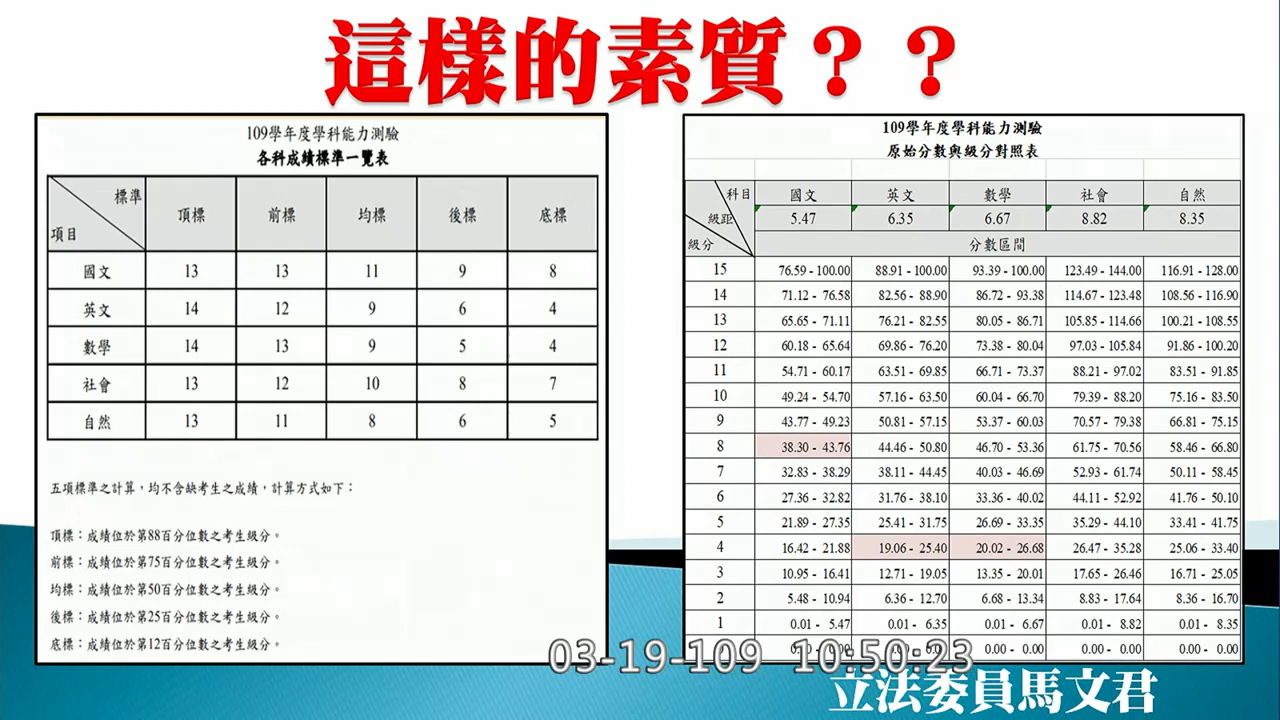 這樣的素質？？
109學年度學科能力測驗
各科成績標準一覽表
標準 頂標 前標 均標 後標 底標
項目
國文 13 13 11 9 8
英文 14 12 9 6 4
數學 14 13 9 5 4
社會 13 12 10 8 7
自然 13 11 8 6 5
五項標準之計算，均不含缺考生之成績，計算方式如下：
頂標：成績位於第88百分位數之考生級分。
前標：成績位於第75百分位數之考生級分。
均標：成績位於第50百分位數之考生級分。
後標：成績位於第25百分位數之考生級分。
底標：成績位於第12百分位數之考生級分。
109學年度學科能力測驗
原始分數與級分對照表
科目 國文 英文 數學 社會 自然
級距 5.47 6.35 6.67 8.82 8.35
級分 分數區間
15 76.59 - 100.00 88.91 - 100.00 93.39 - 100.00 123.49 - 144.00 116.91 - 128.00
14 71.12 - 76.58 82.56 - 88.90 86.72 - 93.38 114.67 - 123.48 108.56 - 116.90
13 65.65 - 71.11 76.21 - 82.55 80.05 - 86.71 105.85 - 114.66 100.21 - 108.55
12 60.18 - 65.64 69.86 - 76.20 73.38 - 80.04 97.03 - 105.84 91.86 - 100.20
11 54.71 - 60.17 63.51 - 69.85 66.71 - 73.37 88.21 - 97.02 83.51 - 91.85
10 49.24 - 54.70 57.16 - 63.50 60.04 - 66.70 79.39 - 88.20 75.16 - 83.50
9 43.77 - 49.23 50.81 - 57.15 53.37 - 60.03 70.57 - 79.38 66.81 - 75.15
8 38.30 - 43.76 44.46 - 50.80 46.70 - 53.36 61.75 - 70.56 58.46 - 66.80
7 32.83 - 38.29 38.11 - 44.45 40.03 - 46.69 52.93 - 61.74 50.11 - 58.45
6 27.36 - 32.82 31.76 - 38.10 33.36 - 40.02 44.11 - 52.92 41.76 - 50.10
5 21.89 - 27.35 25.41 - 31.75 26.69 - 33.35 35.29 - 44.10 33.41 - 41.75
4 16.42 - 21.88 19.06 - 25.40 20.02 - 26.68 26.47 - 35.28 25.06 - 33.40
3 10.95 - 16.41 12.71 - 19.05 13.35 - 20.01 17.65 - 26.46 16.71 - 25.05
2 5.48 - 10.94 6.36 - 12.70 6.68 - 13.34 8.83 - 17.64 8.36 - 16.70
1 0.01 - 5.47 0.01 - 6.35 0.01 - 6.67 0.01 - 8.82 0.01 - 8.35
0.00 - 0.00 0.00 - 0.00
03-19-109 10:50:23
立法委員馬文君